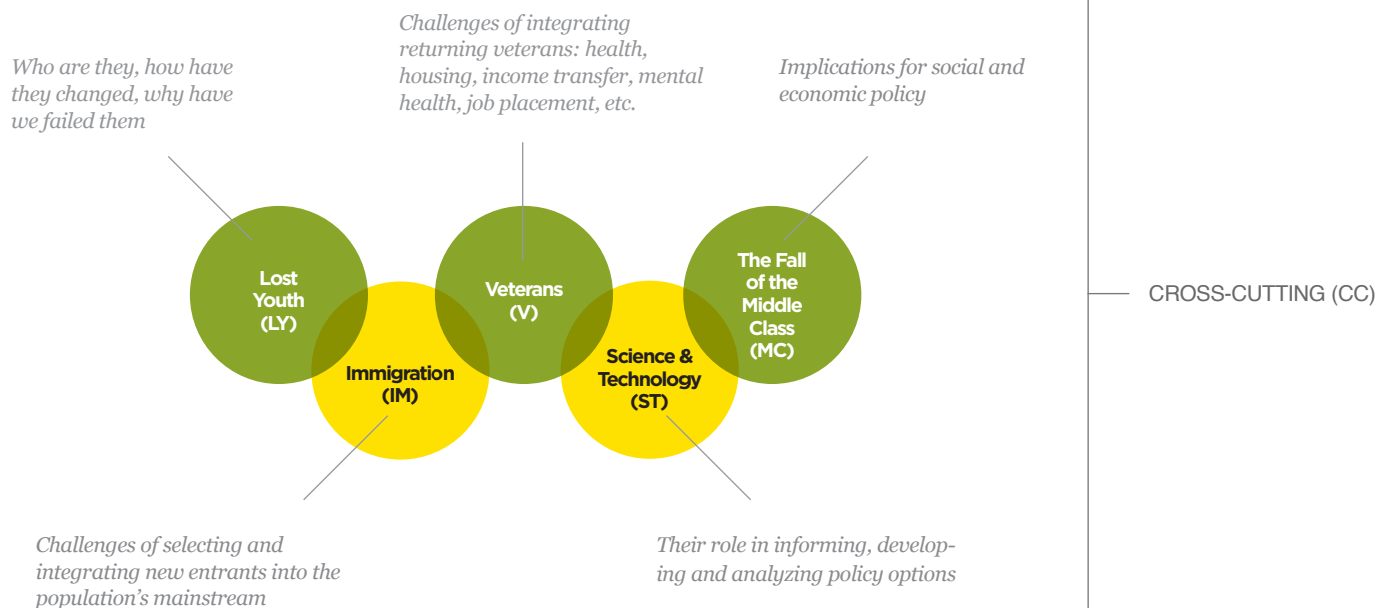 Challenges of integrating
returning veterans: health,
housing, income transfer, mental
health, job placement, etc.
Who are they, how have
they changed, why have
we failed them
Implications for social and
economic policy
Lost
Youth
(LY)
Veterans
(V)
The Fall
of the
Middle
Class
(MC)
CROSS-CUTTING (CC)
Immigration
(IM)
Science &
Technology
(ST)
Challenges of selecting and
integrating new entrants into the
population's mainstream
Their role in informing, develop-
ing and analyzing policy options